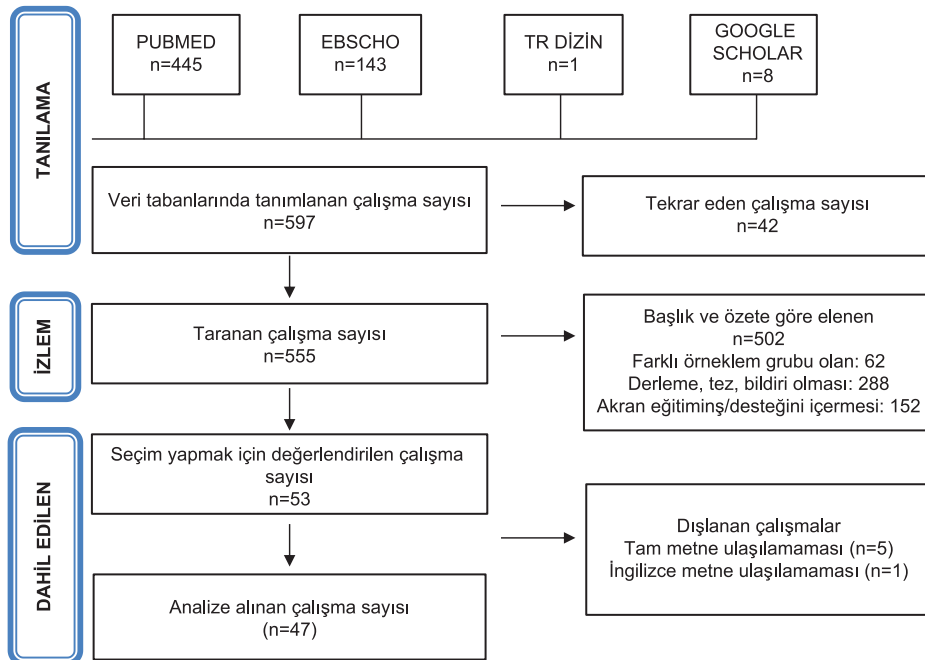 TANILAMA
PUBMED
n=445
EBSCHO
n=143
TR DİZİN
n=1
GOOGLE
SCHOLAR
n=8
Veri tabanlarında tanımlanan çalışma sayısı
n=597
Tekrar eden çalışma sayısı
n=42
İZLEM
Taranan çalışma sayısı
n=555
Başlık ve özete göre elenen
n=502
Farklı örneklem grubu olan: 62
Derleme, tez, bildiri olması: 288
Akran eğitiminş/desteğini içermesi: 152
DAHİL EDİLEN
Seçim yapmak için değerlendirilen çalışma
sayısı
n=53
Dışlanan çalışmalar
Tam metne ulaşılamaması (n=5)
İngilizce metne ulaşılamaması (n=1)
Analize alınan çalışma sayısı
(n=47)